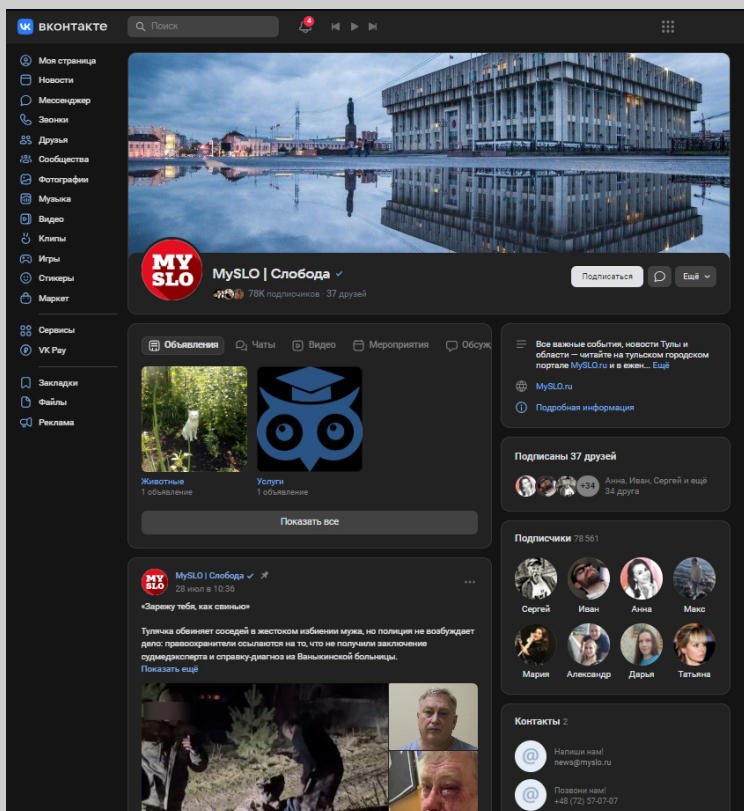 вконтакте
Поиск
4
Моя страница
Новости
Мессенджер
Звонки
Друзья
Сообщества
Фотографии
Музыка
Видео
Клипы
Игры
Стикеры
Маркет
Сервисы
VK Pay
Закладки
Файлы
Реклама
MY
SLO
MySLO | Слобода
78K подписчиков · 37 друзей
Подписаться
Ещё
Объявления Чаты Видео Мероприятия Обсуж
Животные
1 объявление
Услуги
1 объявление
Показать все
MY
SLO
MySLO | Слобода
28 июл в 10:36
«Зарежу тебя, как свинью»
Тулячка обвиняет соседей в жестоком избиении мужа, но полиция не возбуждает
дело: правоохранители ссылаются на то, что не получили заключение
судмедэксперта и справку-диагноз из Ваныкинской больницы.
Показать ещё
Все важные события, новости Тулы и
области — читайте на тульском городском
портале MySLO.ru и в ежен... Ещё
MySLO.ru
Подробная информация
Подписаны 37 друзей
+34
Анна, Иван, Сергей и ещё
34 друга
Подписчики 78 561
Сергей Иван Анна Макс
Мария Александр Дарья Татьяна
Контакты 2
@
Напиши нам!
news@myslo.ru
@
Позвони нам!
+48 (72) 57-07-07